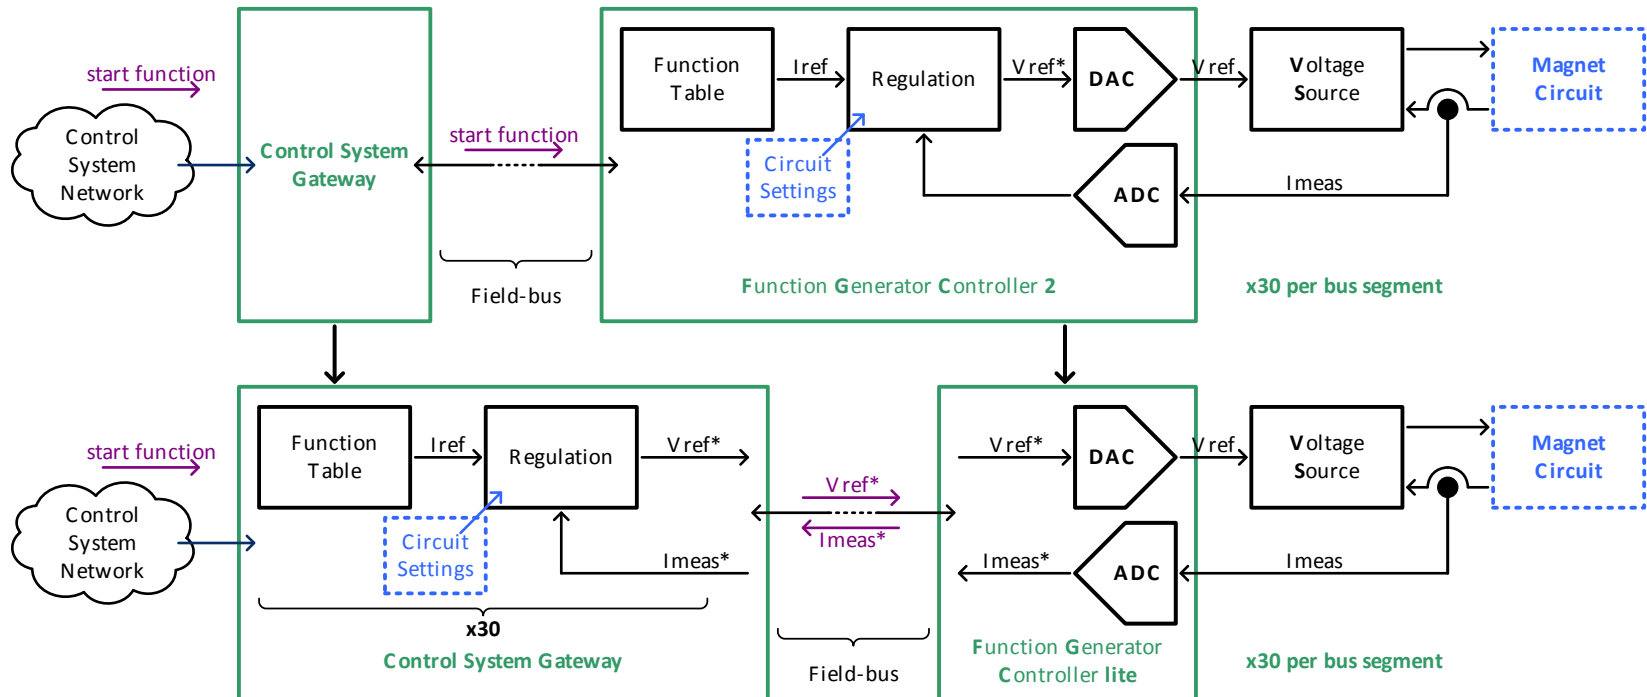 start function
Control
System
Network
Control System
Gateway
start function
Field-bus
Function
Table
Iref
Regulation
Vref*
DAC
Circuit
Settings
ADC
Function Generator Controller 2
Vref
Voltage
Source
Magnet
Circuit
Imeas
x30 per bus segment
start function
Control
System
Network
Function
Table
Iref
Regulation
Vref*
Circuit
Settings
Imeas*
x30
Control System Gateway
Vref*
Imeas*
Field-bus
Vref*
DAC
Imeas*
ADC
Function Generator
Controller lite
Vref
Voltage
Source
Magnet
Circuit
Imeas
x30 per bus segment